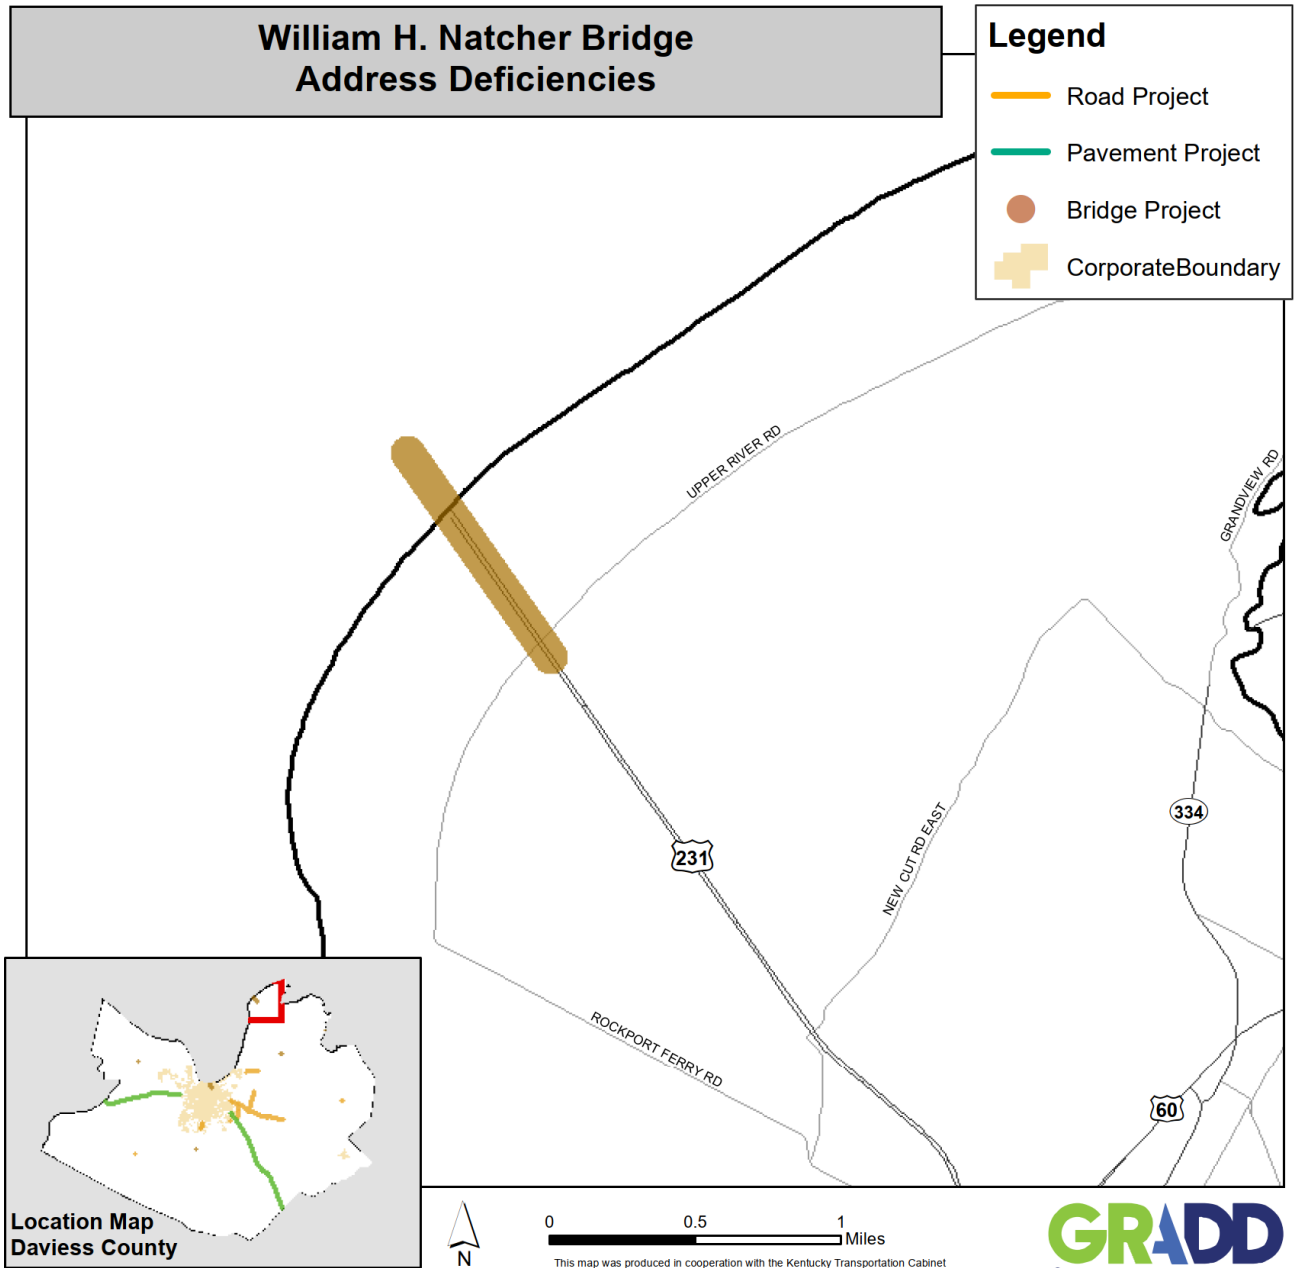 William H. Natcher Bridge
Address Deficiencies
Legend
Road Project
Pavement Project
Bridge Project
CorporateBoundary
UPPER RIVER RD
GRANDVIEW RD
334
NEW CUT RD EAST
231
ROCKPORT FERRY RD
60
Location Map
Daviess County
N
0 0.5 1
Miles
This map was produced in cooperation with the Kentucky Transportation Cabinet
GRADD